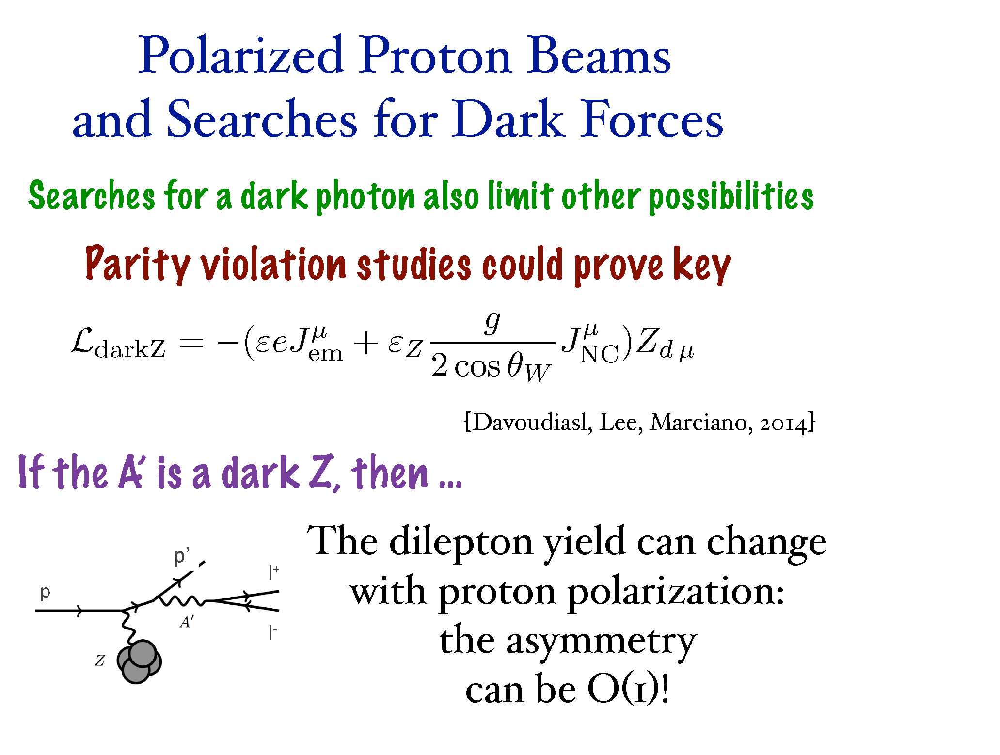 Polarized Proton Beams
and Searches for Dark Forces
Searches for a dark photon also limit other possibilities
Parity violation studies could prove key
$\mathcal{L}_{\mathrm{darkZ}} = -(\varepsilon e J^{\mu}_{\mathrm{em}} + \varepsilon_Z \frac{g}{2\cos\theta_W} J^{\mu}_{\mathrm{NC}}) Z_{d\,\mu}$
[Davoudiasl, Lee, Marciano, 2014]
If the A' is a dark Z, then ...
The dilepton yield can change
with proton polarization:
the asymmetry
can be O(1)!
p'
l+
p
A′
l-
Z